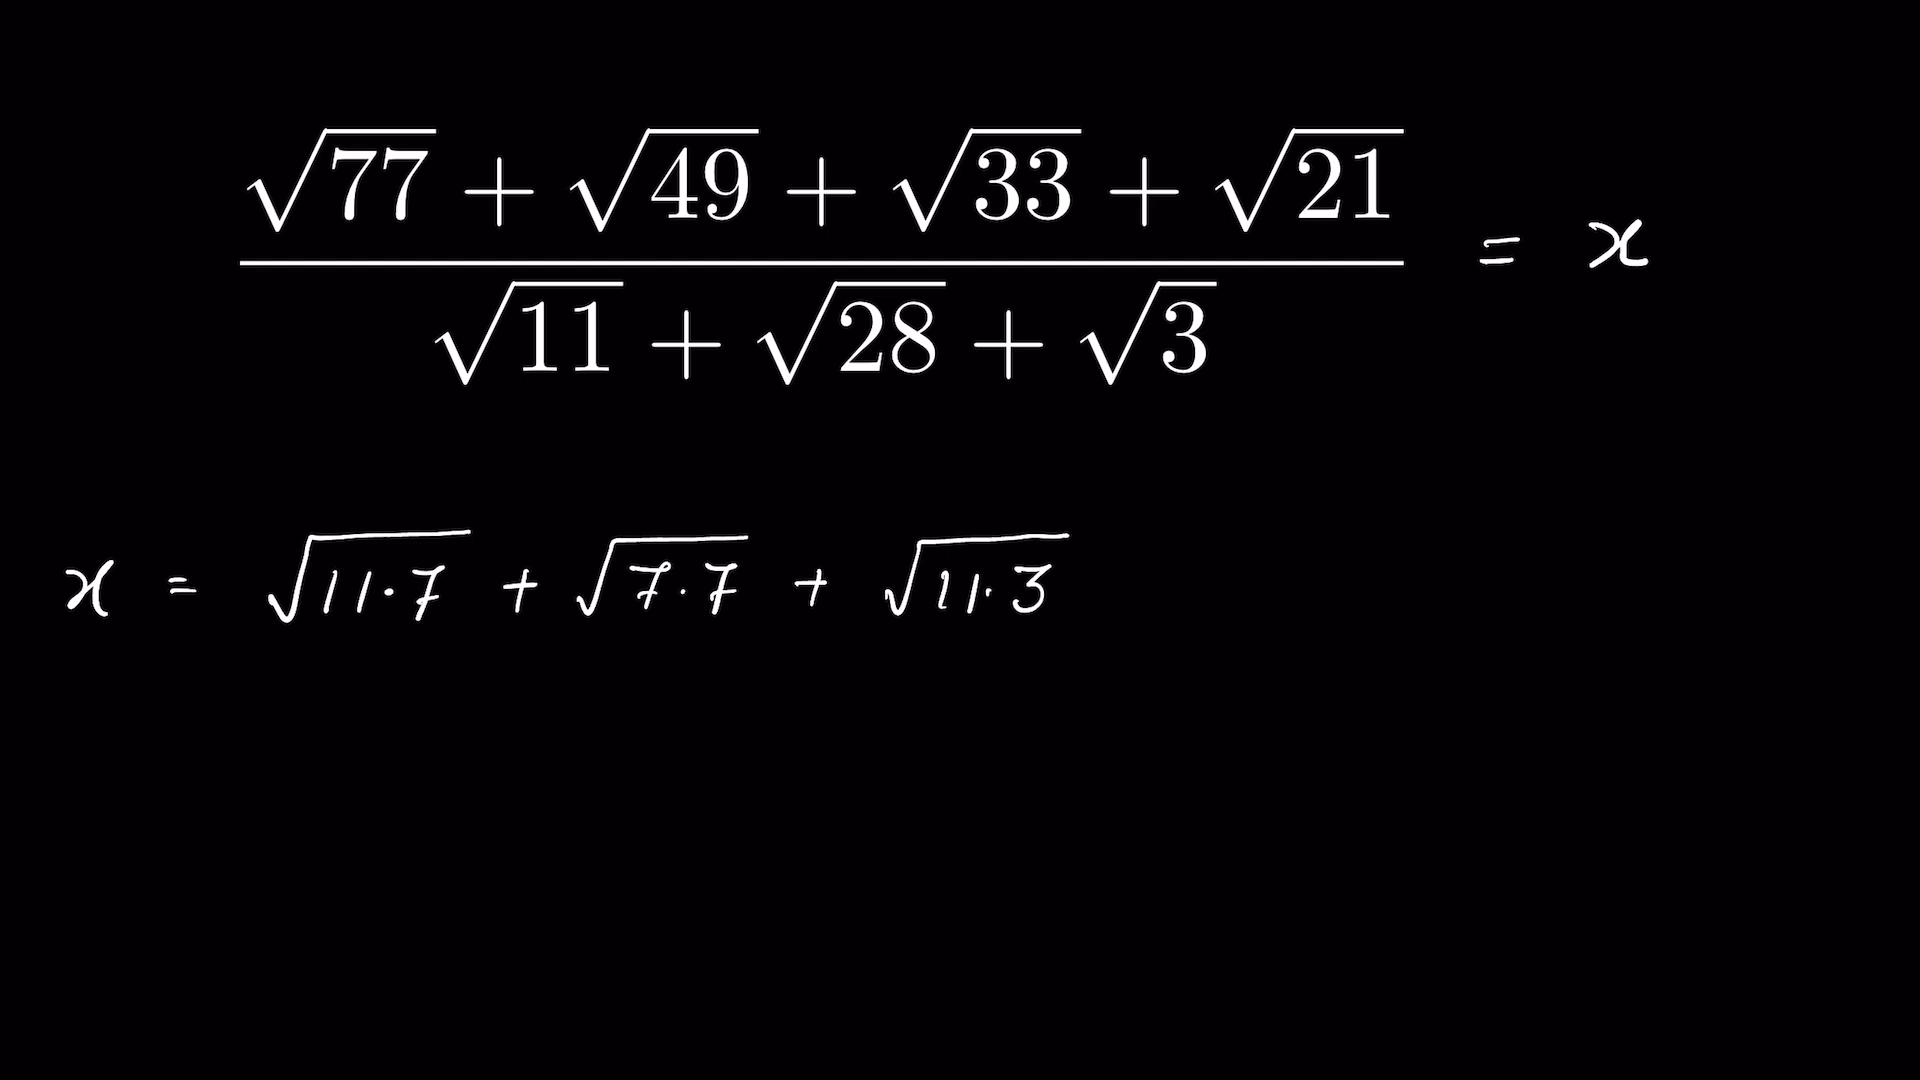 √77 + √49 + √33 + √21
= x
√11 + √28 + √3
x = √11·7 + √7·7 + √11·3